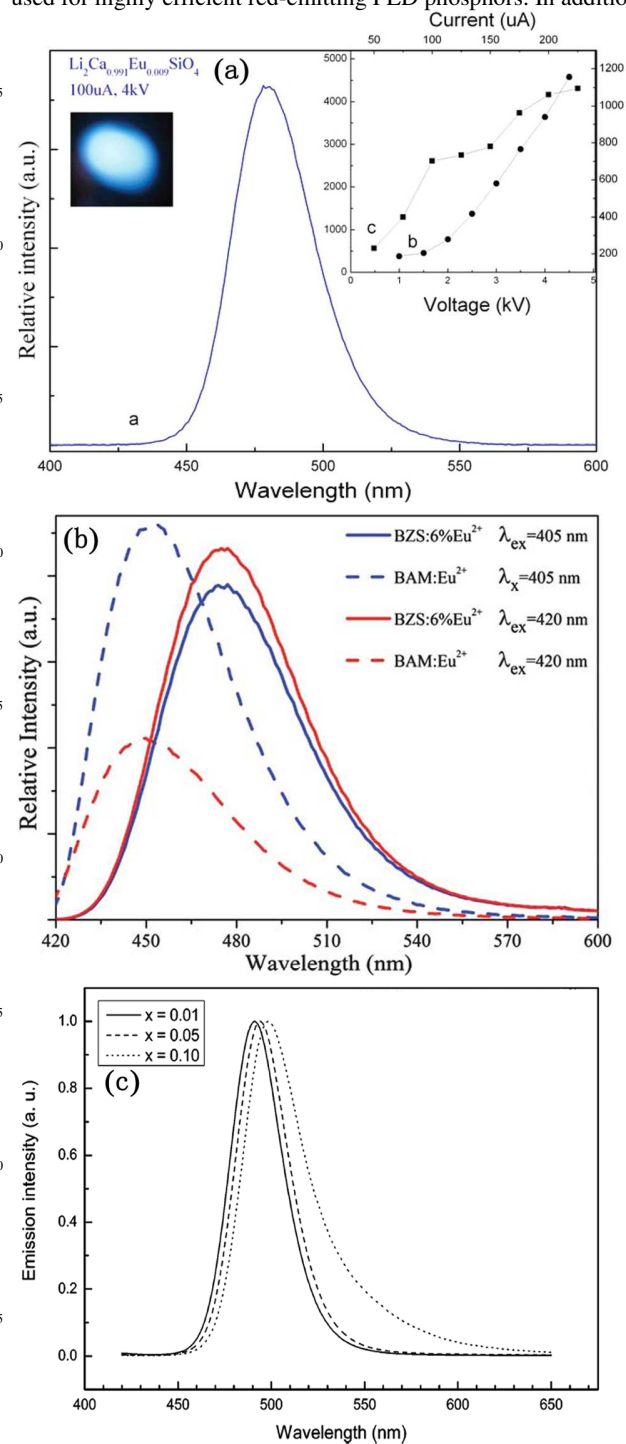 used for highly efficient red-emitting FED phosphors. In addition
Current (uA)
50 100 150 200
Li₂Ca₀.₉₉₁Eu₀.₀₀₉SiO₄ (a)
100uA, 4kV
5000
4000
3000
2000
1000
0
1200
1000
800
600
400
200
c
b
0 1 2 3 4 5
Voltage (kV)
Relative intensity (a.u.)
a
400 450 500 550 600
Wavelength (nm)
(b)
BZS:6%Eu²⁺ λex=405 nm
BAM:Eu²⁺ λx=405 nm
BZS:6%Eu²⁺ λex=420 nm
BAM:Eu²⁺ λex=420 nm
Relative Intensity (a.u.)
420 450 480 510 540 570 600
Wavelength (nm)
x = 0.01
x = 0.05
x = 0.10
(c)
Emission intensity (a. u.)
1.0
0.8
0.6
0.4
0.2
0.0
400 450 500 550 600 650
Wavelength (nm)